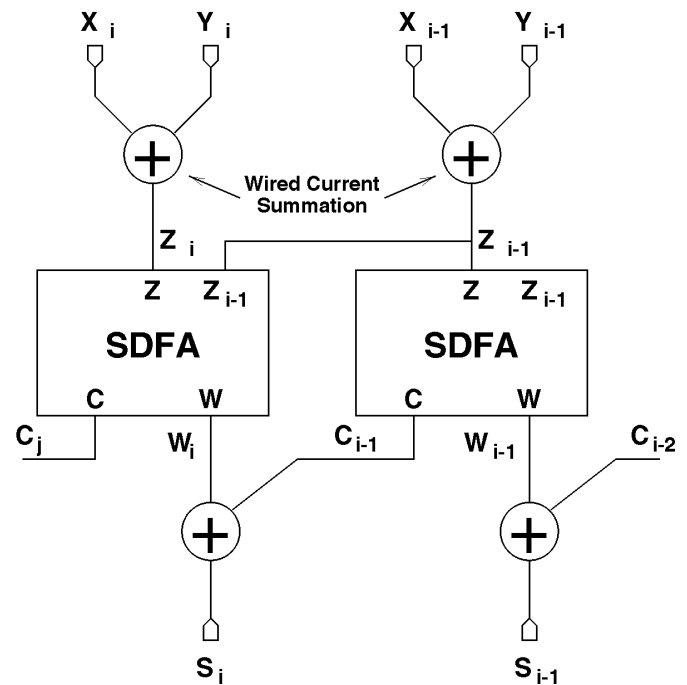 X i Y i X i-1 Y i-1
+ +
Wired Current
Summation
Z i Z i-1
Z Z i-1 Z Z i-1
SDFA SDFA
C W C W
C j W i C i-1 W i-1 C i-2
+ +
S i S i-1